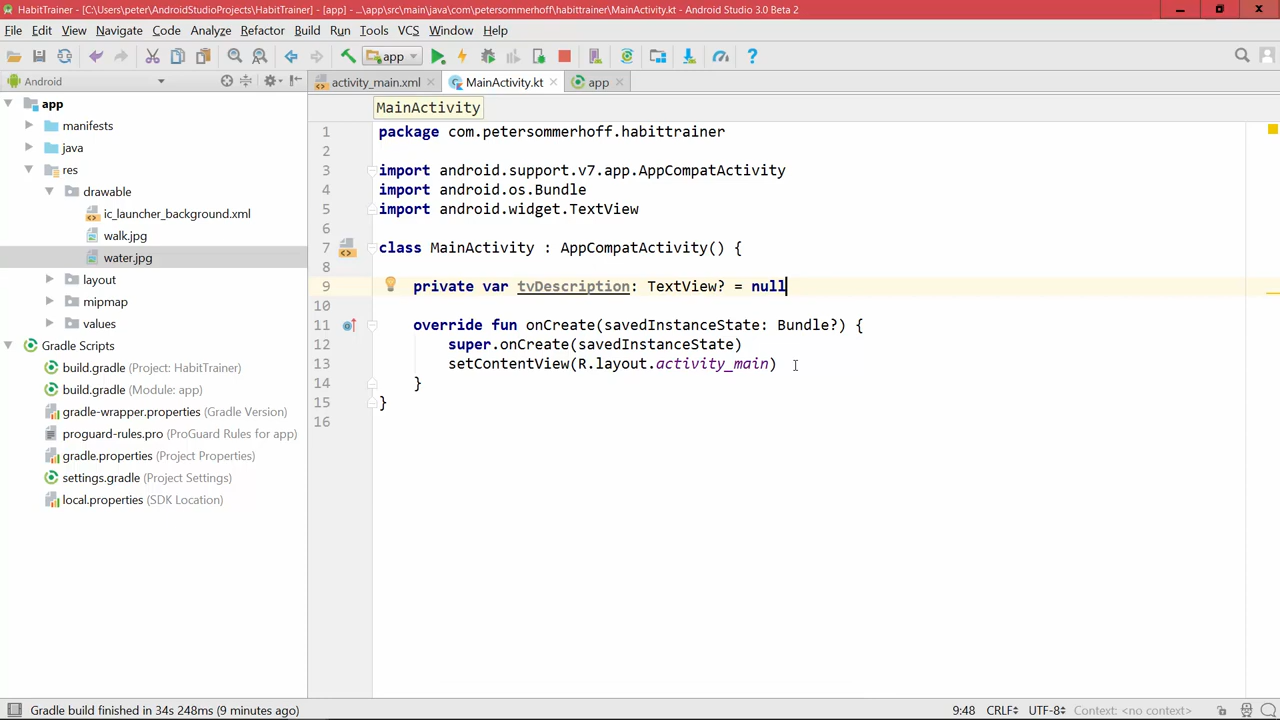 HabitTrainer - [C:\Users\peter\AndroidStudioProjects\HabitTrainer] - [app] - ...\app\src\main\java\com\petersommerhoff\habittrainer\MainActivity.kt - Android Studio 3.0 Beta 2
File Edit View Navigate Code Analyze Refactor Build Run Tools VCS Window Help
app
Android
activity_main.xml
MainActivity.kt
app
MainActivity
app
manifests
java
res
drawable
ic_launcher_background.xml
walk.jpg
water.jpg
layout
mipmap
values
Gradle Scripts
build.gradle (Project: HabitTrainer)
build.gradle (Module: app)
gradle-wrapper.properties (Gradle Version)
proguard-rules.pro (ProGuard Rules for app)
gradle.properties (Project Properties)
settings.gradle (Project Settings)
local.properties (SDK Location)
1 package com.petersommerhoff.habittrainer
2
3 import android.support.v7.app.AppCompatActivity
4 import android.os.Bundle
5 import android.widget.TextView
6
7 class MainActivity : AppCompatActivity() {
8
9 private var tvDescription: TextView? = null
10
11 override fun onCreate(savedInstanceState: Bundle?) {
12 super.onCreate(savedInstanceState)
13 setContentView(R.layout.activity_main)
14 }
15 }
16
Gradle build finished in 34s 248ms (9 minutes ago)
9:48 CRLF UTF-8 Context: <no context>